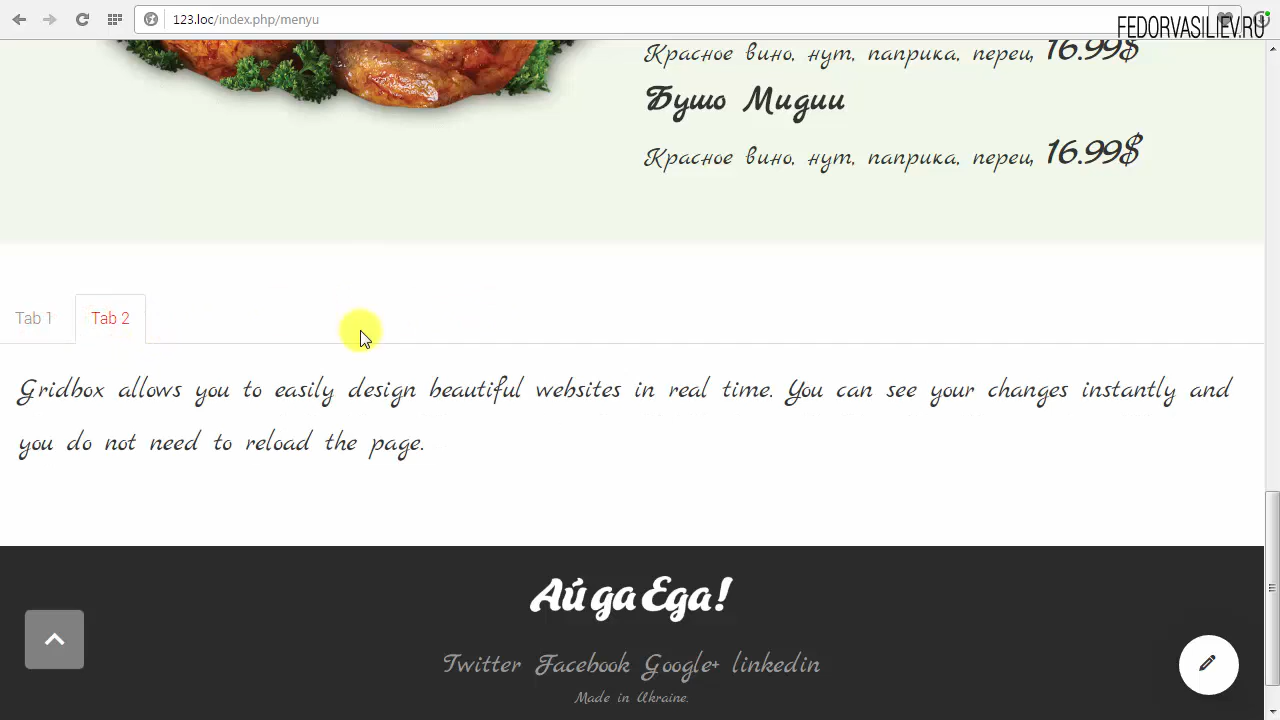 123.loc/index.php/menyu
FEDORVASILIEV.RU
Красное вино, нут, паприка, перец, 16.99$
Бушо Мидии
Красное вино, нут, паприка, перец, 16.99$
Tab 1 Tab 2
Gridbox allows you to easily design beautiful websites in real time. You can see your changes instantly and
you do not need to reload the page.
Ай да Еда!
Twitter Facebook Google+ linkedin
Made in Ukraine.